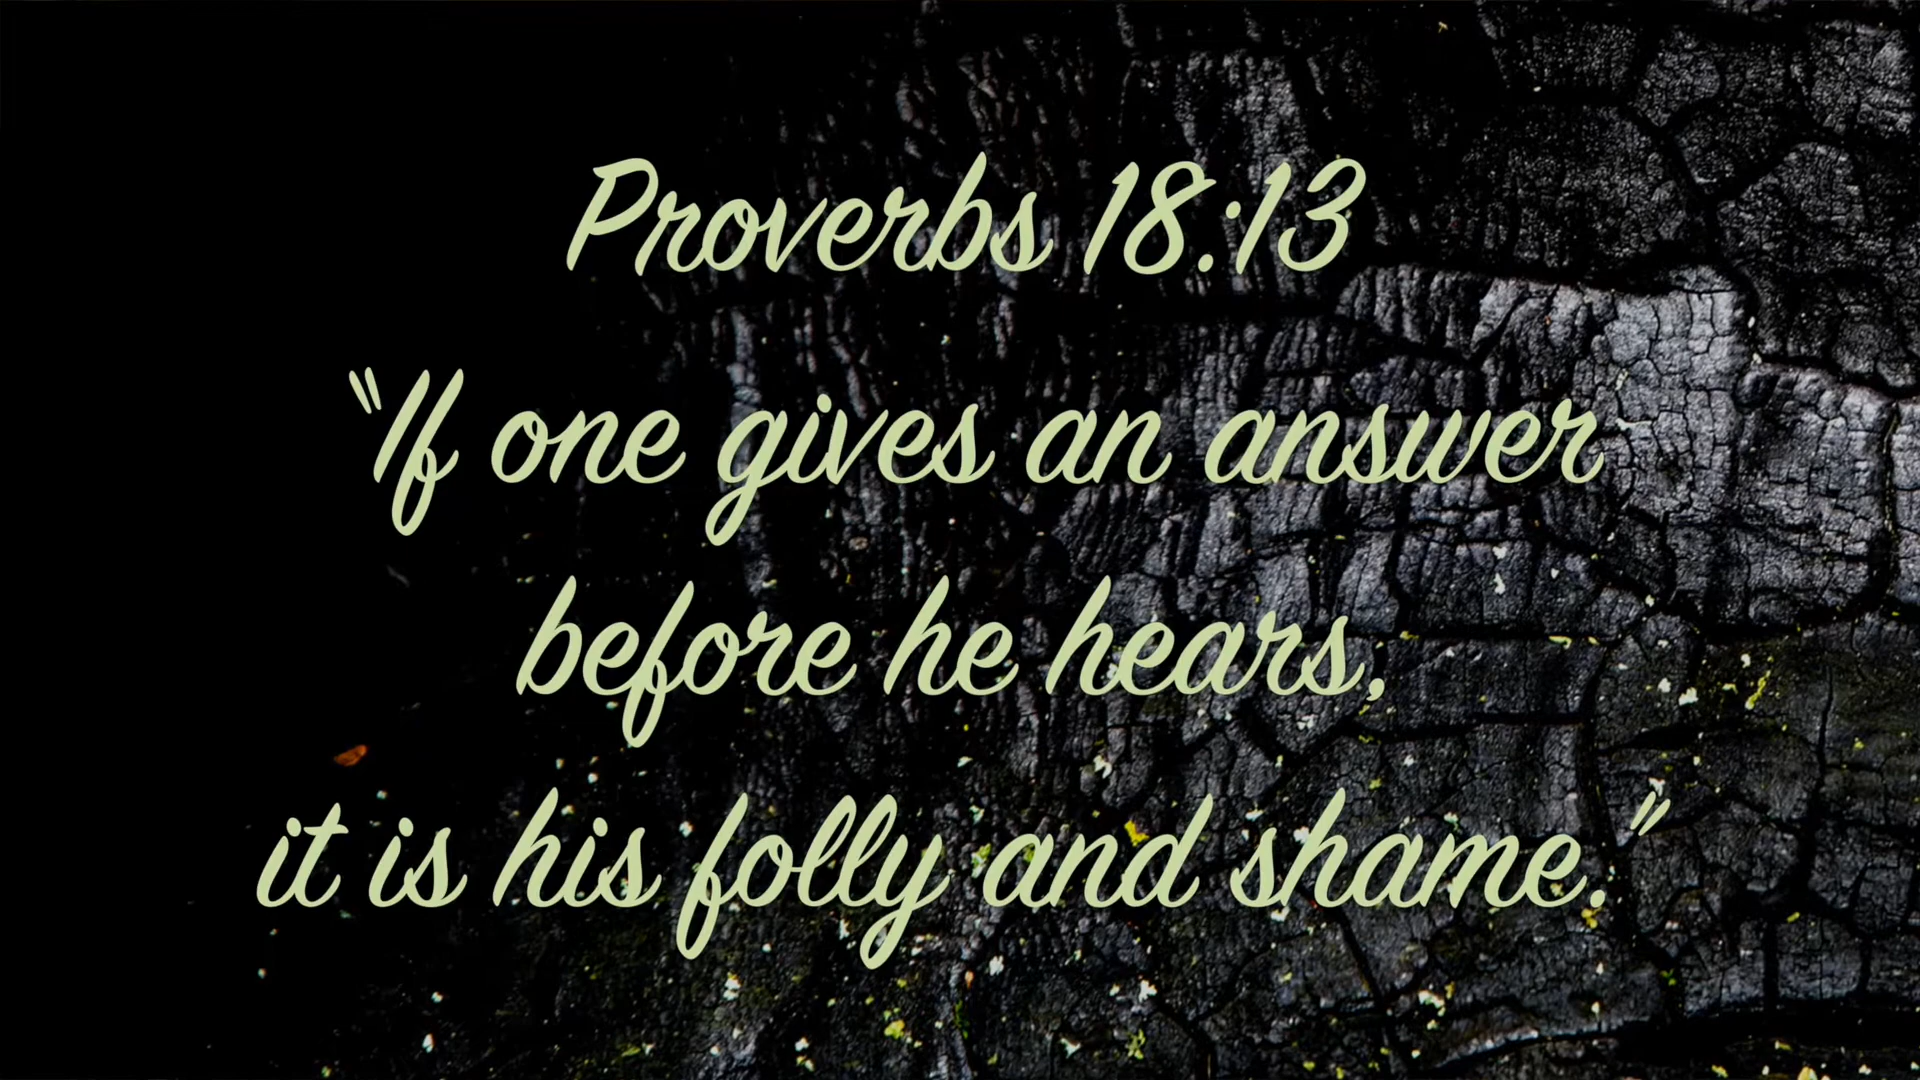 Proverbs 18:13
"If one gives an answer
before he hears,
it is his folly and shame."